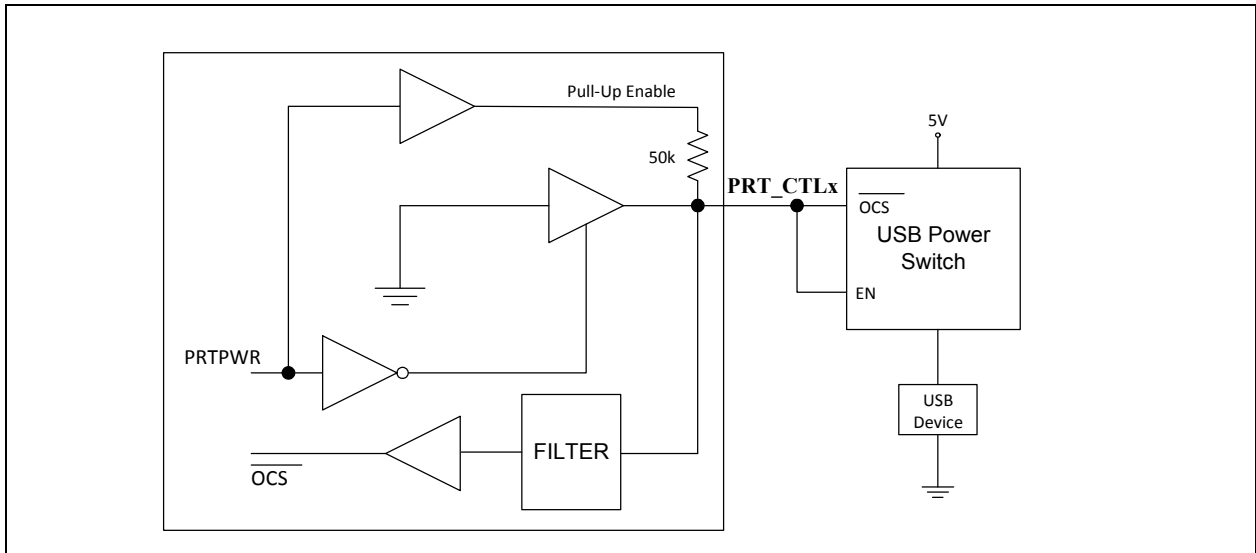 Pull-Up Enable
5V
50k
PRT_CTLx
OCS
USB Power
Switch
EN
PRTPWR
USB
Device
FILTER
OCS